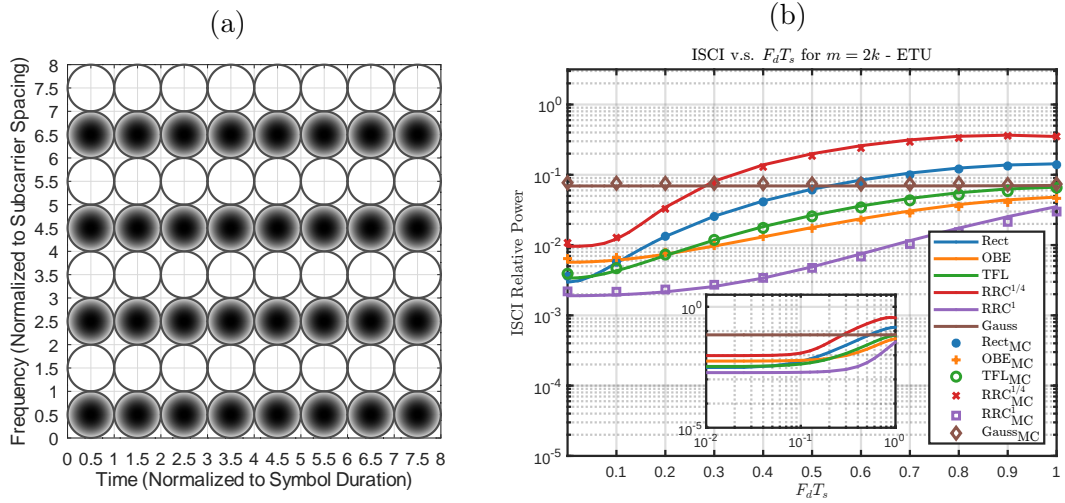 (a)
8
7.5
7
6.5
6
5.5
5
4.5
4
3.5
3
2.5
2
1.5
1
0.5
0
Frequency (Normalized to Subcarrier Spacing)
0 0.5 1 1.5 2 2.5 3 3.5 4 4.5 5 5.5 6 6.5 7 7.5 8
Time (Normalized to Symbol Duration)
(b)
ISCI v.s. $F_dT_s$ for $m = 2k$ - ETU
10^0
10^-1
10^-2
10^-3
10^-4
10^-5
ISCI Relative Power
0.1 0.2 0.3 0.4 0.5 0.6 0.7 0.8 0.9 1
$F_dT_s$
10^0
10^-5
10^-2 10^-1 10^0
Rect
OBE
TFL
RRC^1/4
RRC^1
Gauss
Rect_MC
OBE_MC
TFL_MC
RRC^1/4_MC
RRC^1_MC
Gauss_MC